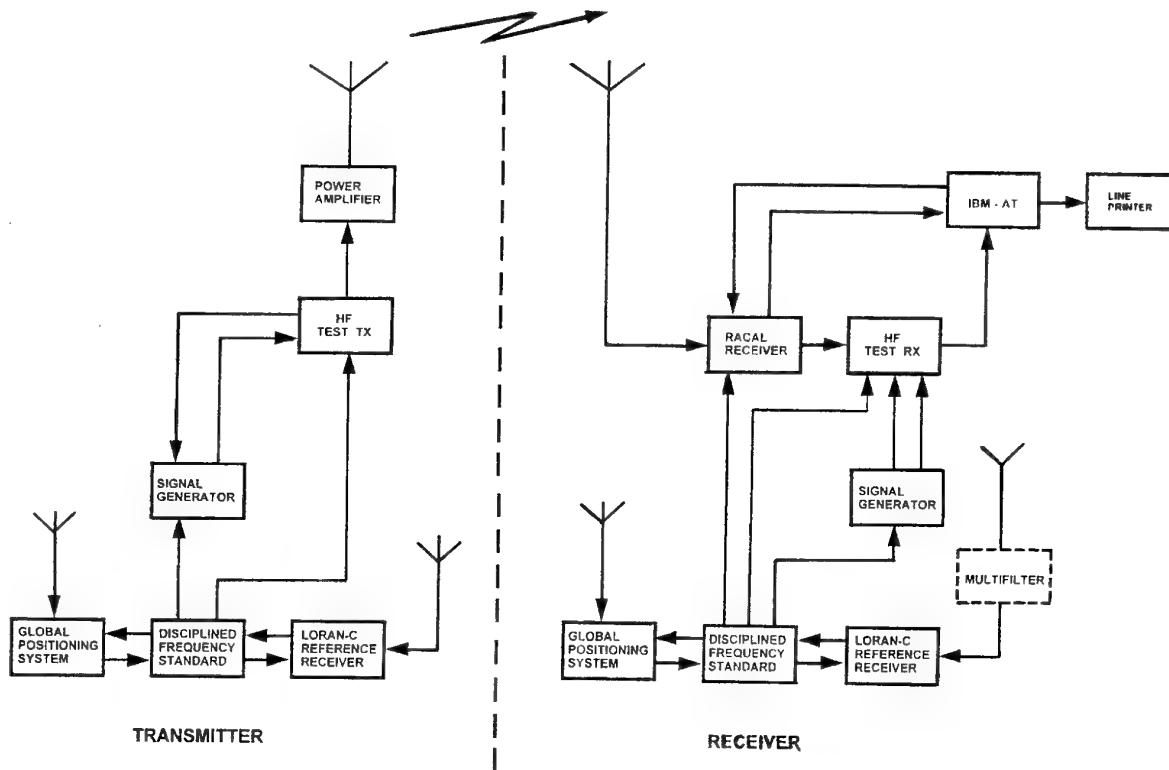 POWER
AMPLIFIER
HF
TEST TX
SIGNAL
GENERATOR
GLOBAL
POSITIONING
SYSTEM
DISCIPLINED
FREQUENCY
STANDARD
LORAN-C
REFERENCE
RECEIVER
TRANSMITTER
IBM - AT
LINE
PRINTER
RACAL
RECEIVER
HF
TEST RX
SIGNAL
GENERATOR
MULTIFILTER
GLOBAL
POSITIONING
SYSTEM
DISCIPLINED
FREQUENCY
STANDARD
LORAN-C
REFERENCE
RECEIVER
RECEIVER